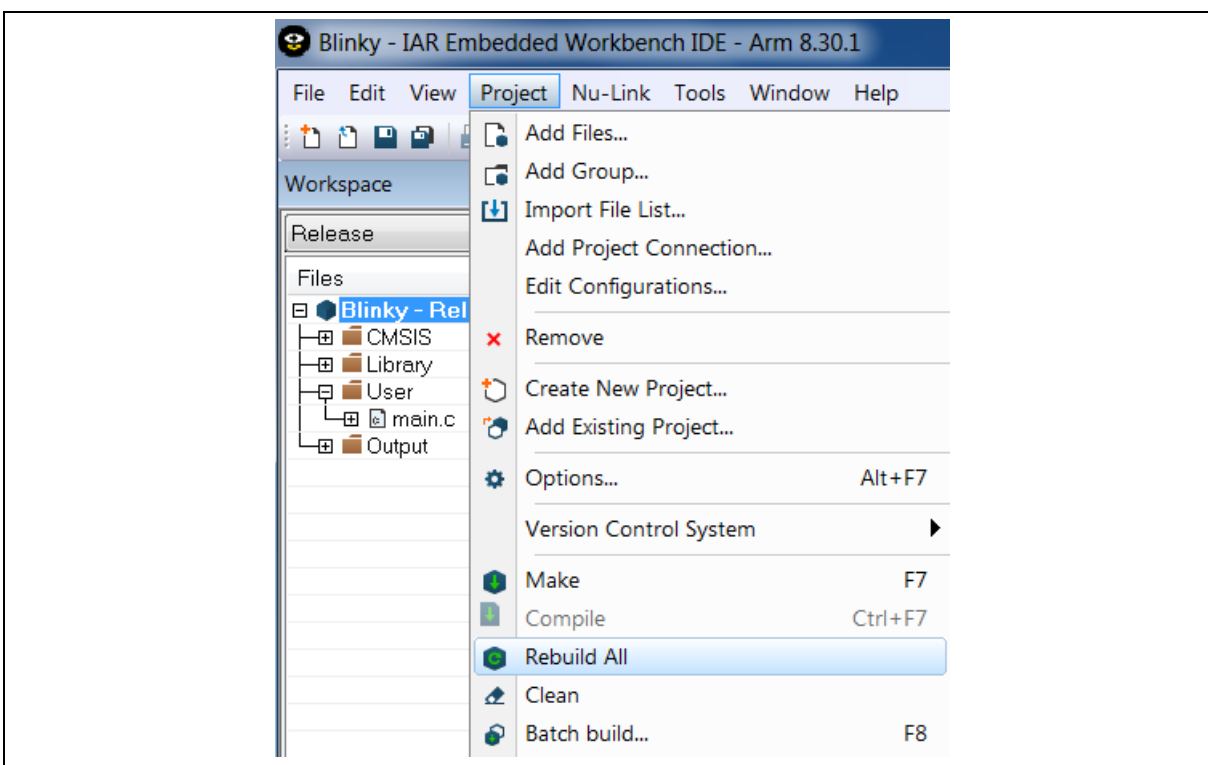 Blinky - IAR Embedded Workbench IDE - Arm 8.30.1
File Edit View Project Nu-Link Tools Window Help
Add Files...
Workspace
Add Group...
Import File List...
Release
Add Project Connection...
Files
Edit Configurations...
Blinky - Rel
CMSIS
Remove
Library
User
Create New Project...
main.c
Add Existing Project...
Output
Options... Alt+F7
Version Control System
Make F7
Compile Ctrl+F7
Rebuild All
Clean
Batch build... F8